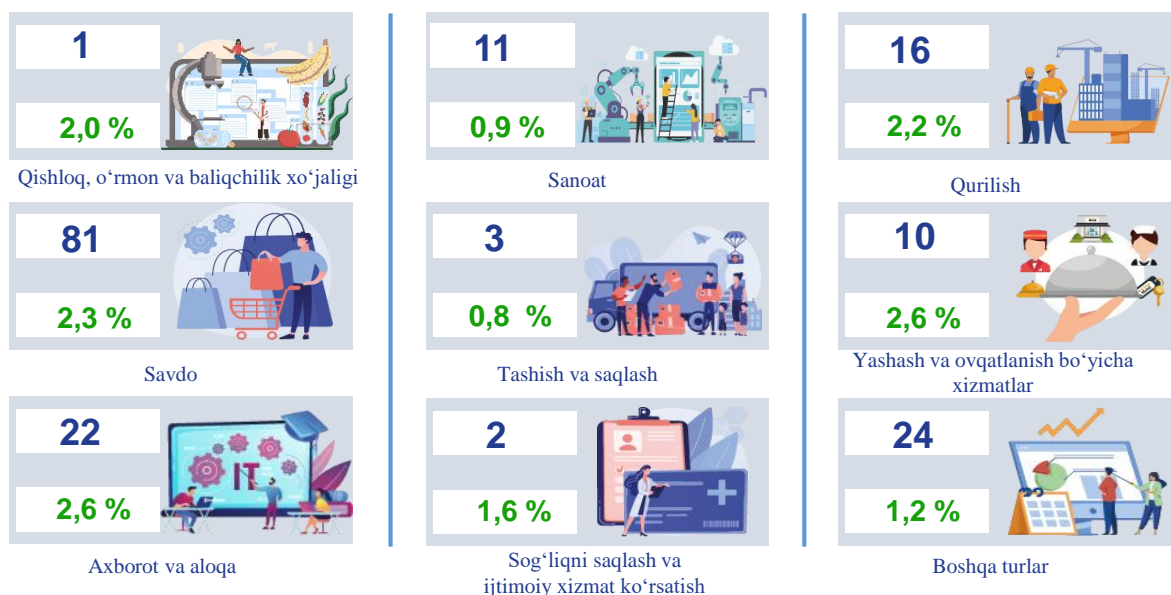 1
2,0 %
Qishloq, o‘rmon va baliqchilik xo‘jaligi
11
0,9 %
Sanoat
16
2,2 %
Qurilish
81
2,3 %
Savdo
3
0,8 %
Tashish va saqlash
10
2,6 %
Yashash va ovqatlanish bo‘yicha
xizmatlar
22
IT
2,6 %
Axborot va aloqa
2
1,6 %
Sog‘liqni saqlash va
ijtimoiy xizmat ko‘rsatish
24
1,2 %
Boshqa turlar